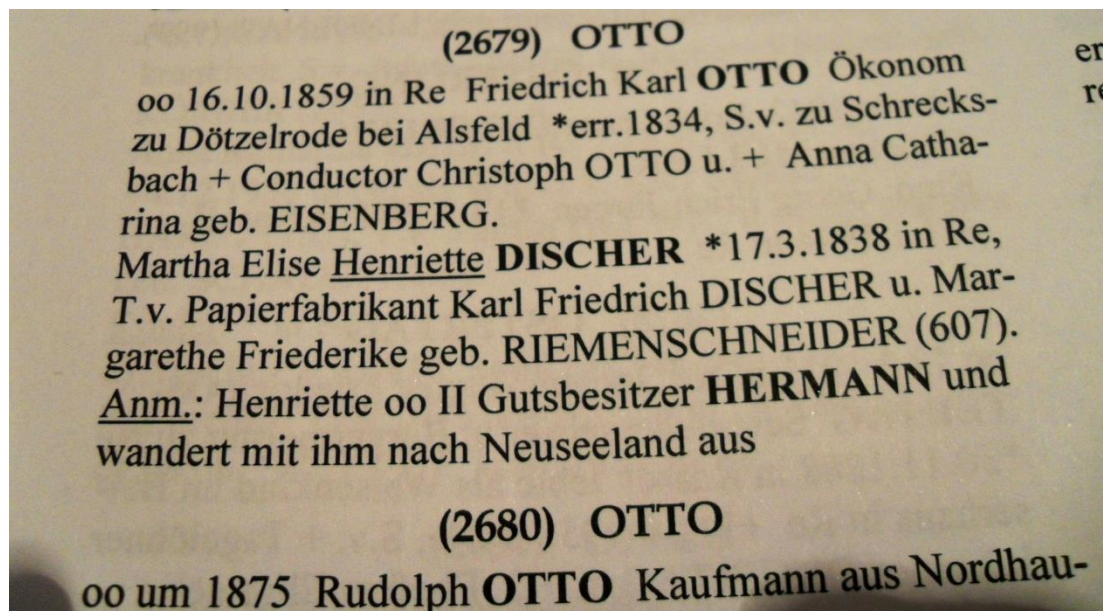 (2679) OTTO
oo 16.10.1859 in Re Friedrich Karl OTTO Ökonom
zu Dötzelrode bei Alsfeld *err.1834, S.v. zu Schrecks-
bach + Conductor Christoph OTTO u. + Anna Catha-
rina geb. EISENBERG.
Martha Elise Henriette DISCHER *17.3.1838 in Re,
T.v. Papierfabrikant Karl Friedrich DISCHER u. Mar-
garethe Friederike geb. RIEMENSCHNEIDER (607).
Anm.: Henriette oo II Gutsbesitzer HERMANN und
wandert mit ihm nach Neuseeland aus
(2680) OTTO
oo um 1875 Rudolph OTTO Kaufmann aus Nordhau-